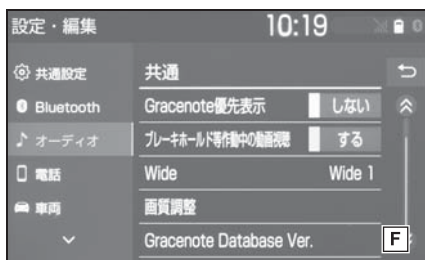 設定・編集
10:19
共通設定
共通
Bluetooth
Gracenote優先表示
しない
オーディオ
ブレーキホールド等作動中の動画視聴
する
電話
Wide
Wide 1
車両
画質調整
Gracenote Database Ver.
F